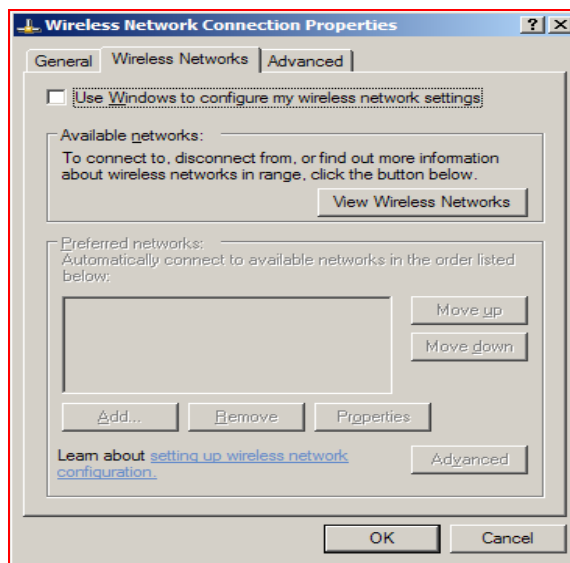 Wireless Network Connection Properties
General
Wireless Networks
Advanced
Use Windows to configure my wireless network settings
Available networks:
To connect to, disconnect from, or find out more information
about wireless networks in range, click the button below.
View Wireless Networks
Preferred networks:
Automatically connect to available networks in the order listed
below:
Move up
Move down
Add...
Remove
Properties
Learn about setting up wireless network
configuration.
Advanced
OK
Cancel